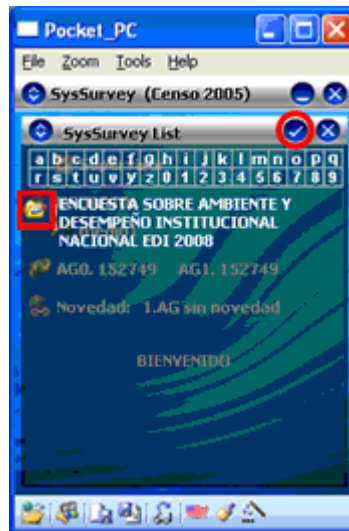 Pocket_PC
File Zoom Tools Help
SysSurvey (Censo 2005)
SysSurvey List
a b c d e f g h i j k l m n o p q
r s t u v y z 0 1 2 3 4 5 6 7 8 9
ENCUESTA SOBRE AMBIENTE Y
DESEMPEÑO INSTITUCIONAL
NACIONAL EDI 2008
AG0. 152749 AG1. 152749
Novedad: 1.AG sin novedad
BIENVENIDO